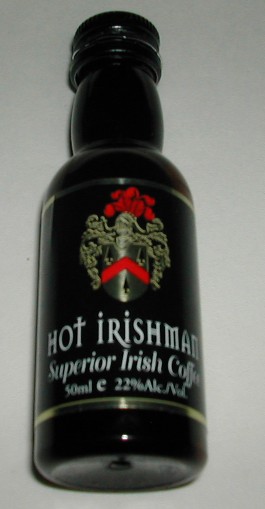 HOT IRISHMAN
Superior Irish Coffee
50ml e 22%Alc./Vol.